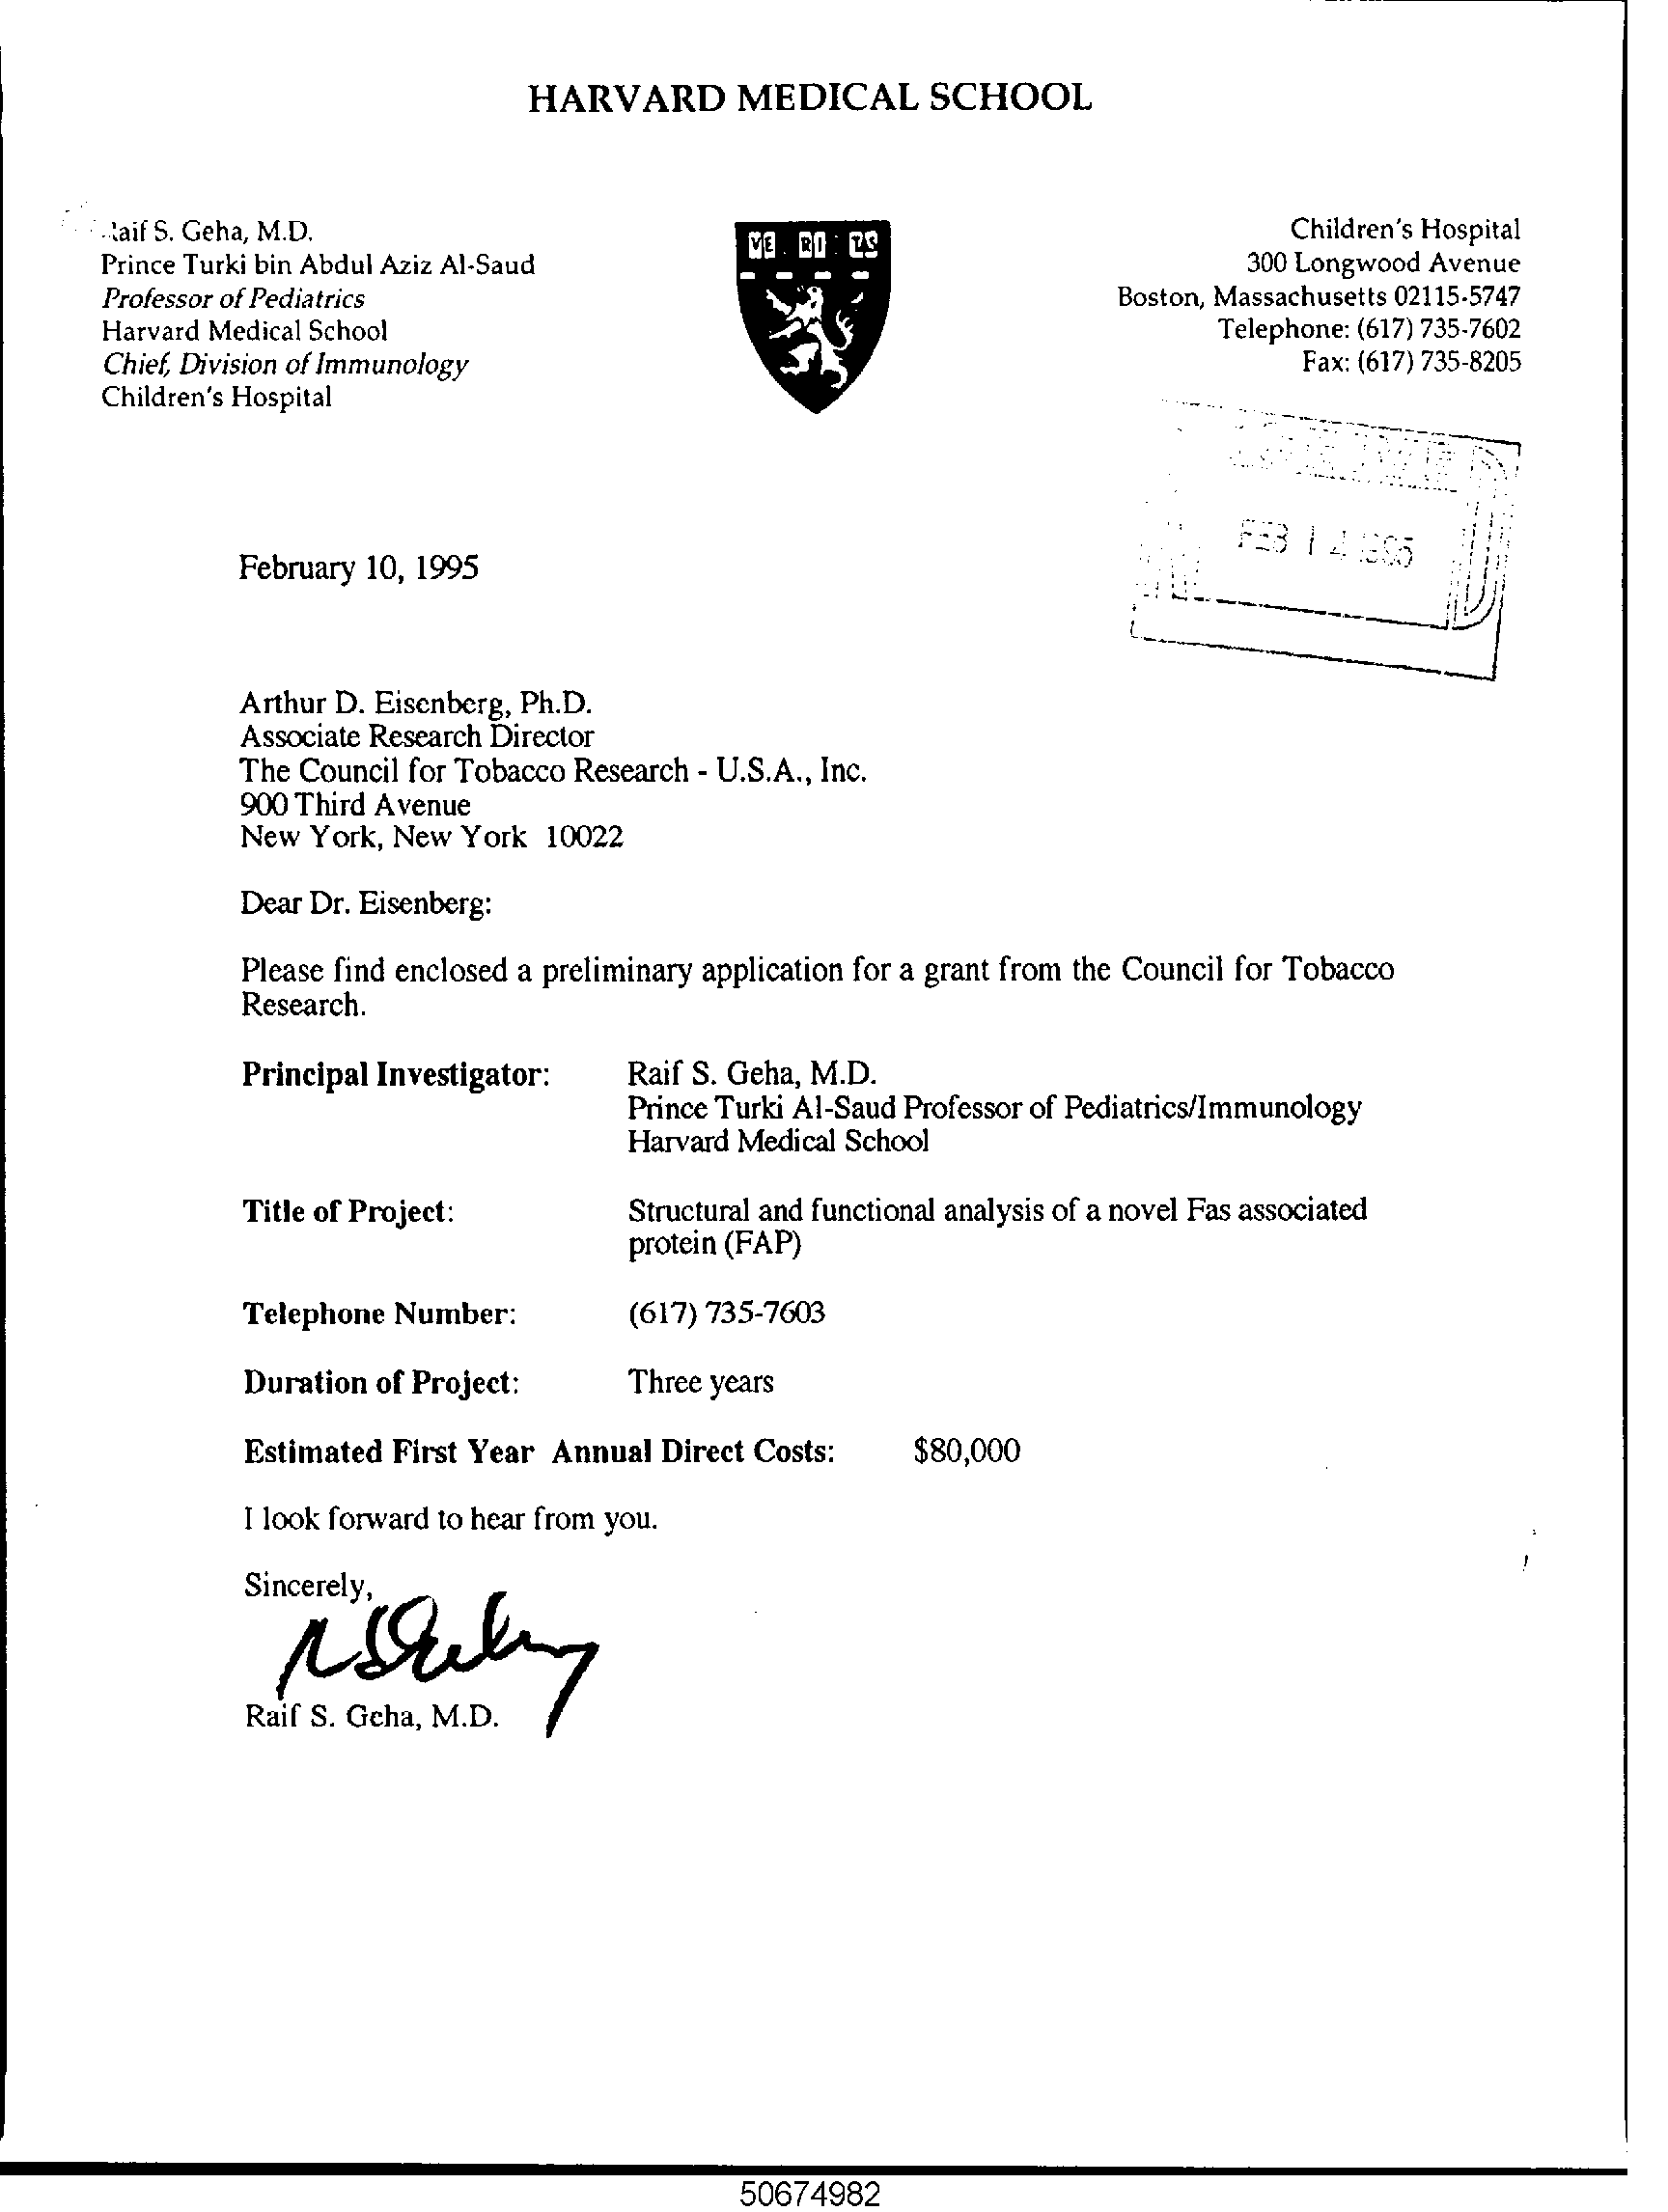 HARVARD MEDICAL SCHOOL
S. Geha, M.D.
Prince Turki bin Abdul Aziz Al-Saud
Professor of Pediatrics
Harvard Medical School
Chief, Division of Immunology
Children's Hospital
VE RI TS
Children's Hospital
300 Longwood Avenue
Boston, Massachusetts 02115-5747
Telephone: (617) 735-7602
Fax: (617) 735-8205
FEB 14 1995
February 10, 1995
Arthur D. Eisenberg, Ph.D.
Associate Research Director
The Council for Tobacco Research - U.S.A., Inc.
900 Third Avenue
New York, New York 10022
Dear Dr. Eisenberg:
Please find enclosed a preliminary application for a grant from the Council for Tobacco
Research.
Principal Investigator: Raif S. Geha, M.D.
Prince Turki Al-Saud Professor of Pediatrics/Immunology
Harvard Medical School
Title of Project: Structural and functional analysis of a novel Fas associated
protein (FAP)
Telephone Number: (617) 735-7603
Duration of Project: Three years
Estimated First Year Annual Direct Costs: $80,000
I look forward to hear from you.
Sincerely,
Raif S. Geha, M.D.
50674982